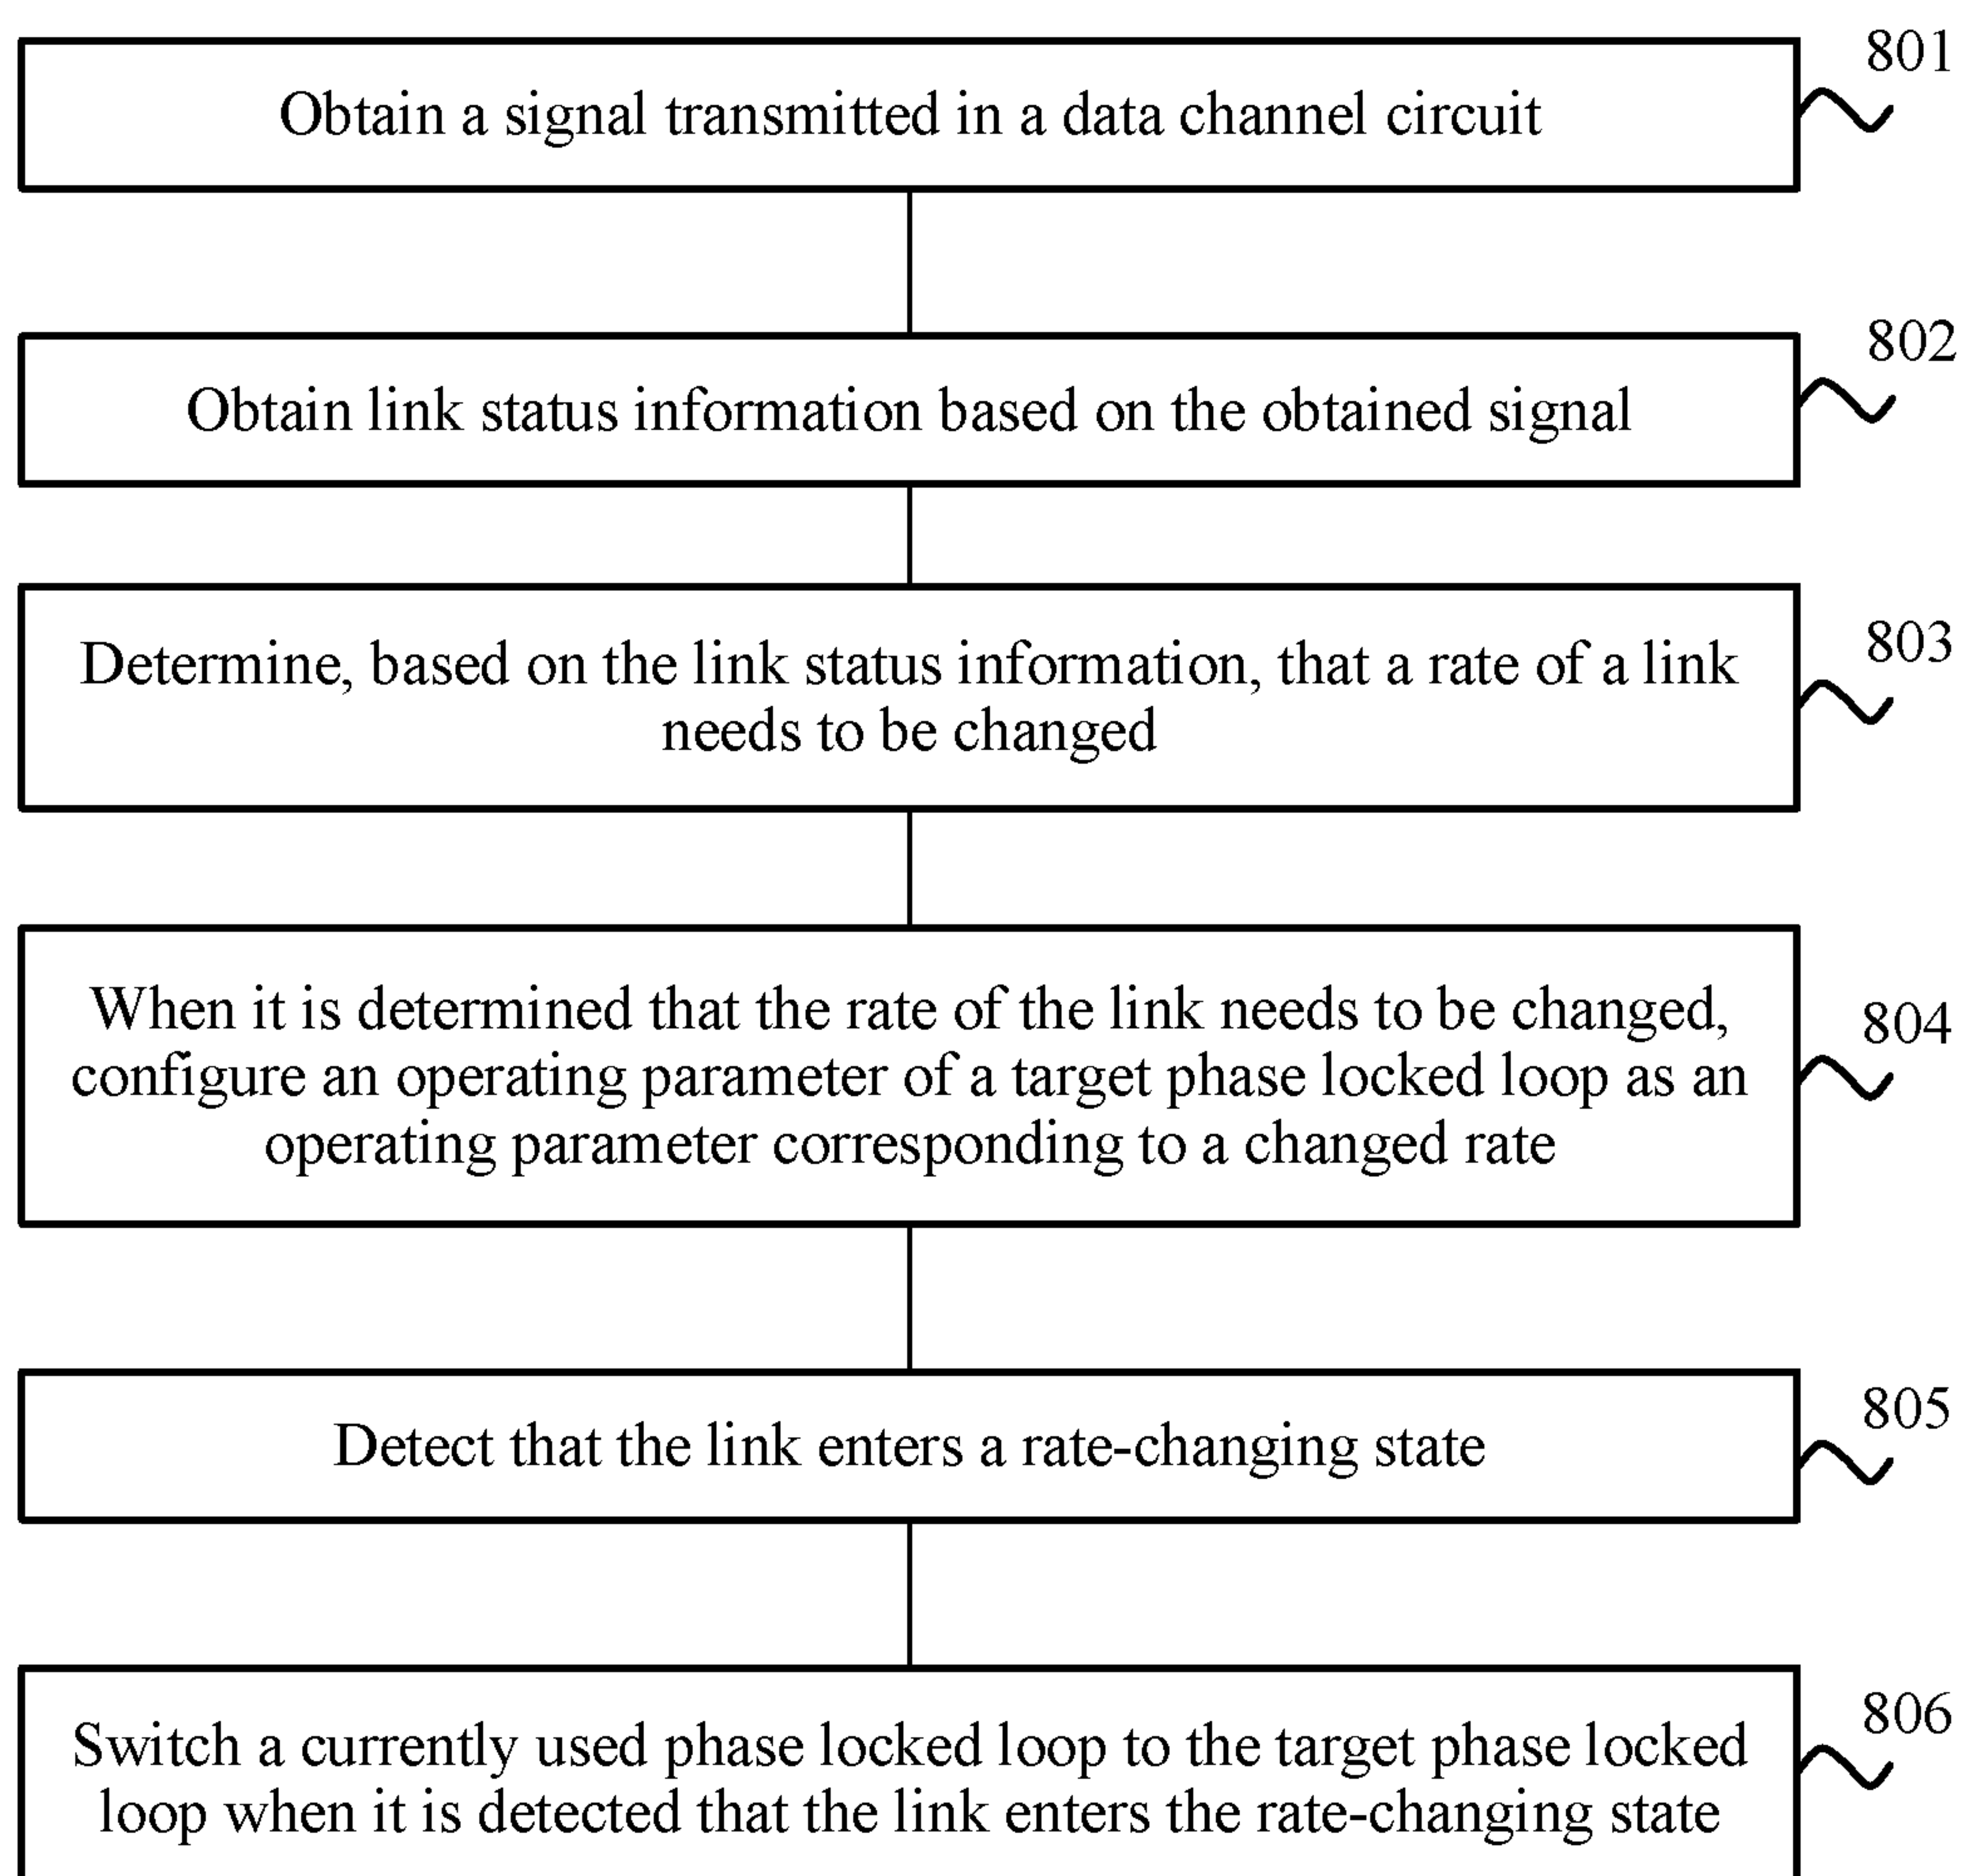 801
Obtain a signal transmitted in a data channel circuit
802
Obtain link status information based on the obtained signal
803
Determine, based on the link status information, that a rate of a link
needs to be changed
804
When it is determined that the rate of the link needs to be changed,
configure an operating parameter of a target phase locked loop as an
operating parameter corresponding to a changed rate
805
Detect that the link enters a rate-changing state
806
Switch a currently used phase locked loop to the target phase locked
loop when it is detected that the link enters the rate-changing state